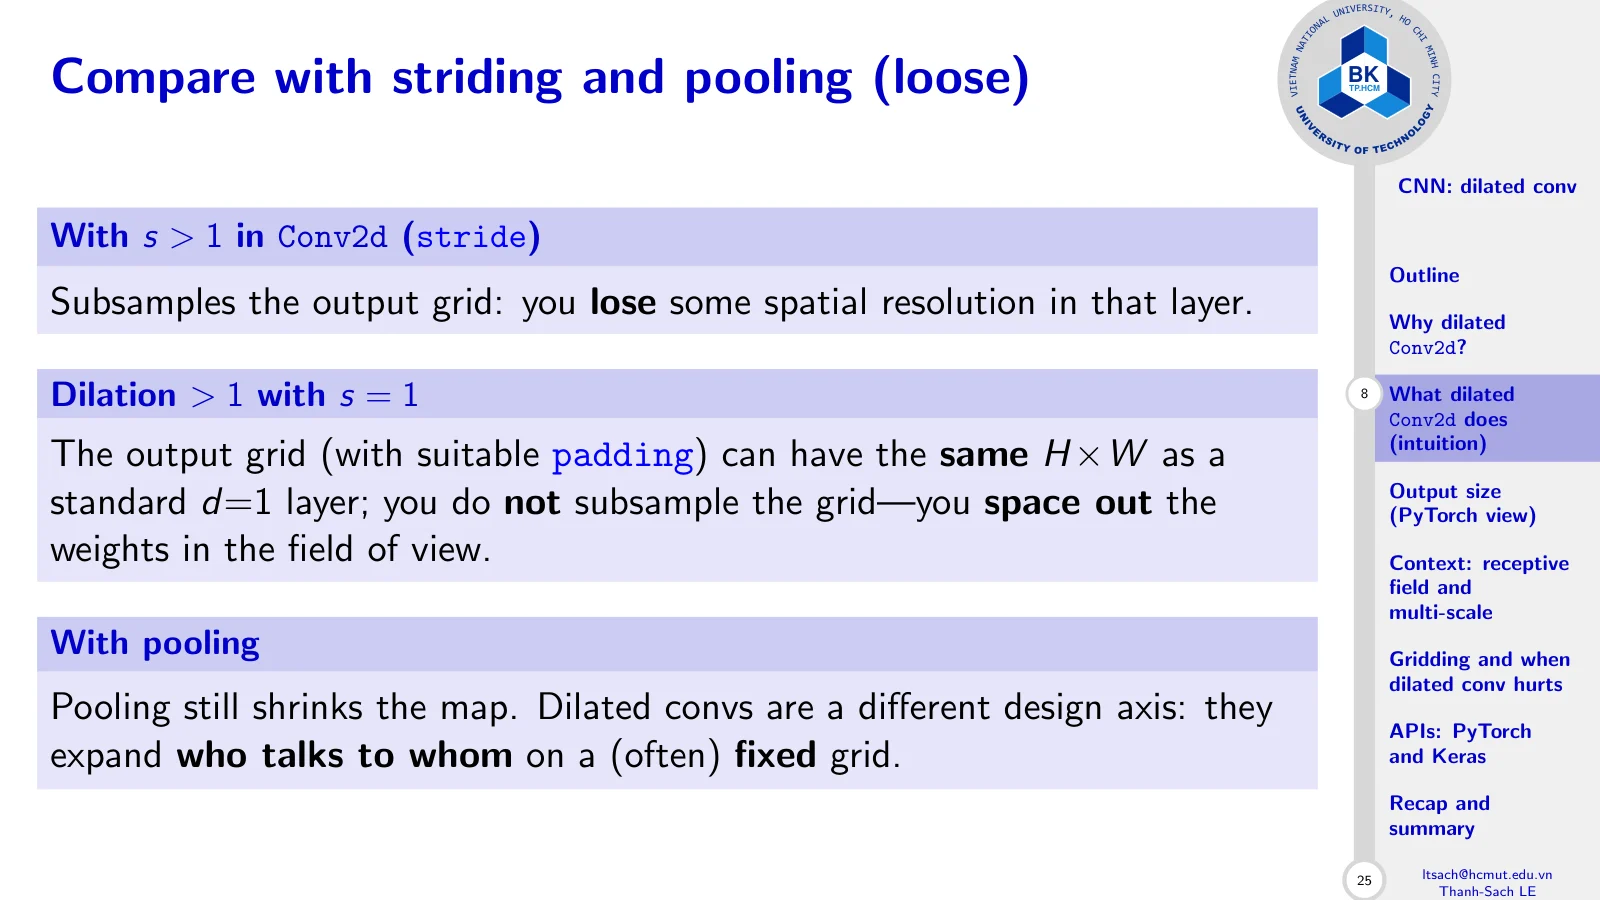 Compare with striding and pooling (loose)
With s > 1 in Conv2d (stride)
Subsamples the output grid: you lose some spatial resolution in that layer.
Dilation > 1 with s = 1
The output grid (with suitable padding) can have the same H × W as a
standard d=1 layer; you do not subsample the grid—you space out the
weights in the field of view.
With pooling
Pooling still shrinks the map. Dilated convs are a different design axis: they
expand who talks to whom on a (often) fixed grid.
VIETNAM NATIONAL UNIVERSITY, HO CHI MINH CITY
BK
TP.HCM
UNIVERSITY OF TECHNOLOGY
CNN: dilated conv
Outline
Why dilated
Conv2d?
8
What dilated
Conv2d does
(intuition)
Output size
(PyTorch view)
Context: receptive
field and
multi-scale
Gridding and when
dilated conv hurts
APIs: PyTorch
and Keras
Recap and
summary
25
ltsach@hcmut.edu.vn
Thanh-Sach LE